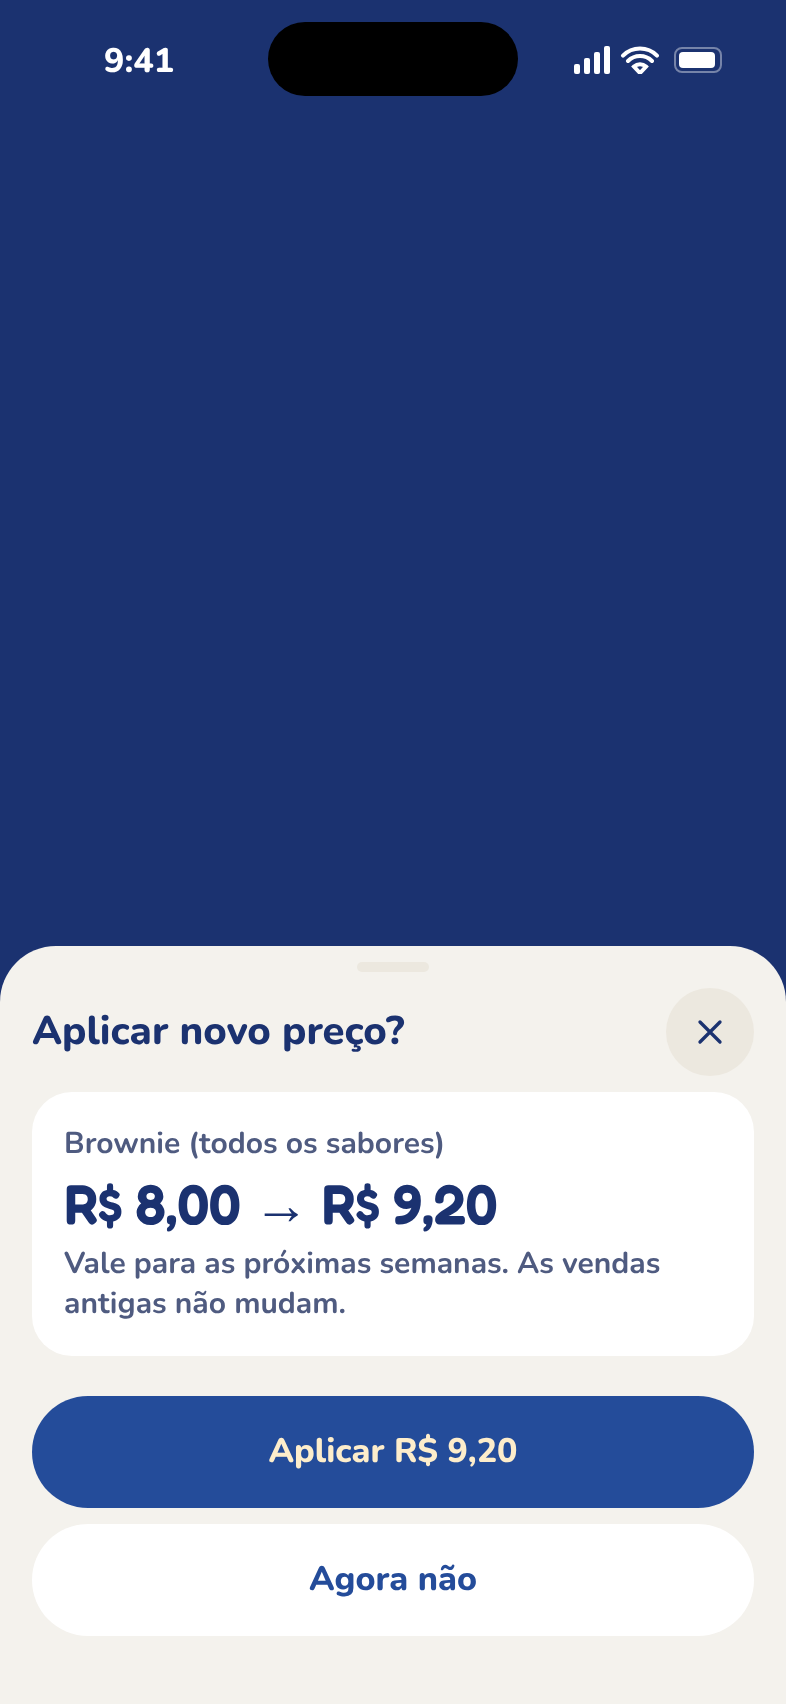 9:41
Aplicar novo preço?
Brownie (todos os sabores)
R$ 8,00 → R$ 9,20
Vale para as próximas semanas. As vendas
antigas não mudam.
Aplicar R$ 9,20
Agora não